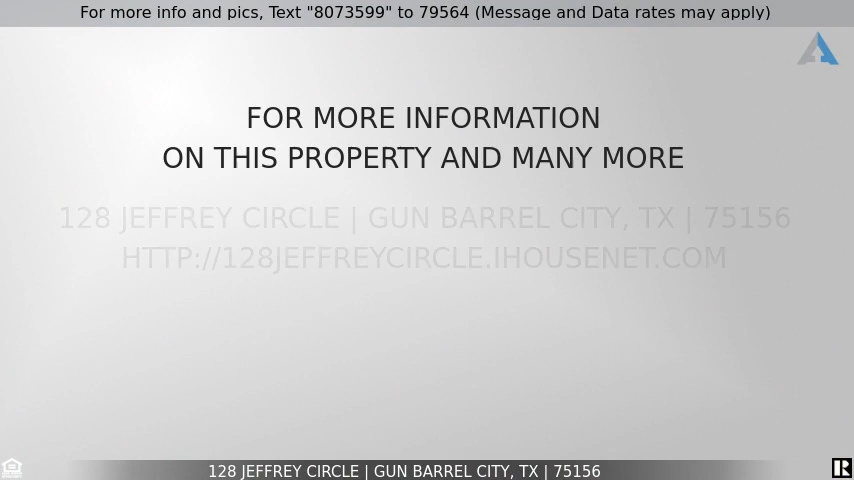 For more info and pics, Text "8073599" to 79564 (Message and Data rates may apply)
FOR MORE INFORMATION
ON THIS PROPERTY AND MANY MORE
128 JEFFREY CIRCLE | GUN BARREL CITY, TX | 75156
HTTP://128JEFFREYCIRCLE.IHOUSENET.COM
128 JEFFREY CIRCLE | GUN BARREL CITY, TX | 75156